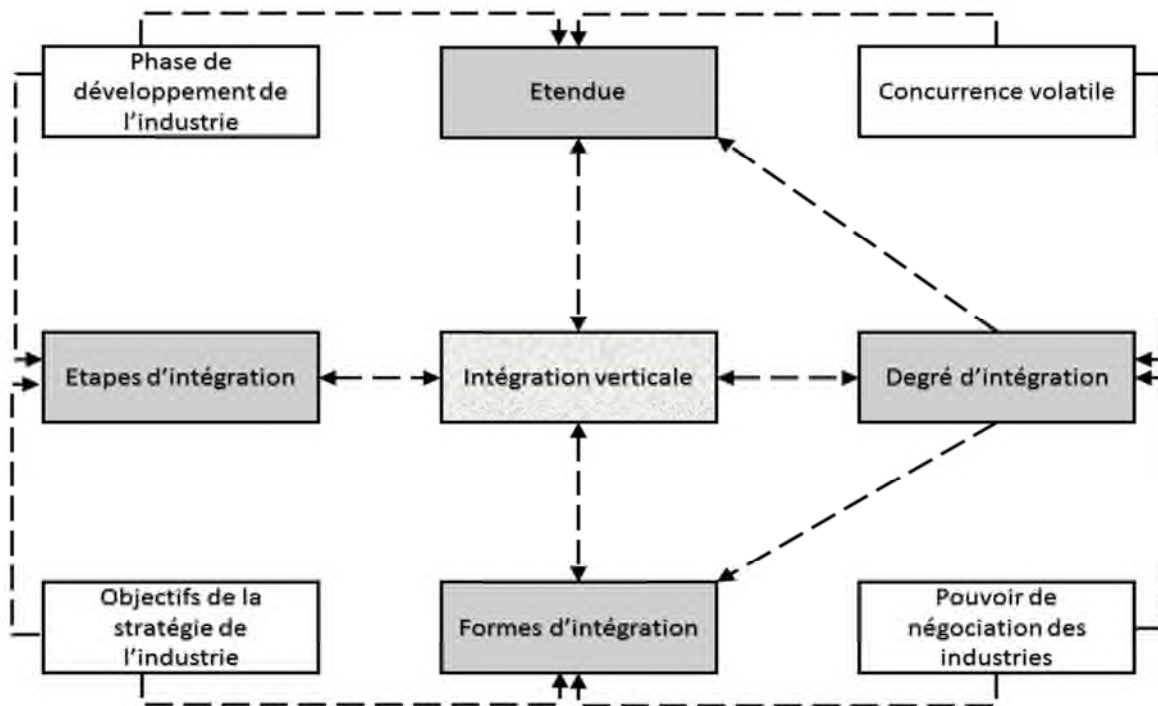 Phase de
développement de
l'industrie
Etendue
Concurrence volatile
Etapes d'intégration
Intégration verticale
Degré d'intégration
Objectifs de la
stratégie de
l'industrie
Formes d'intégration
Pouvoir de
négociation des
industries